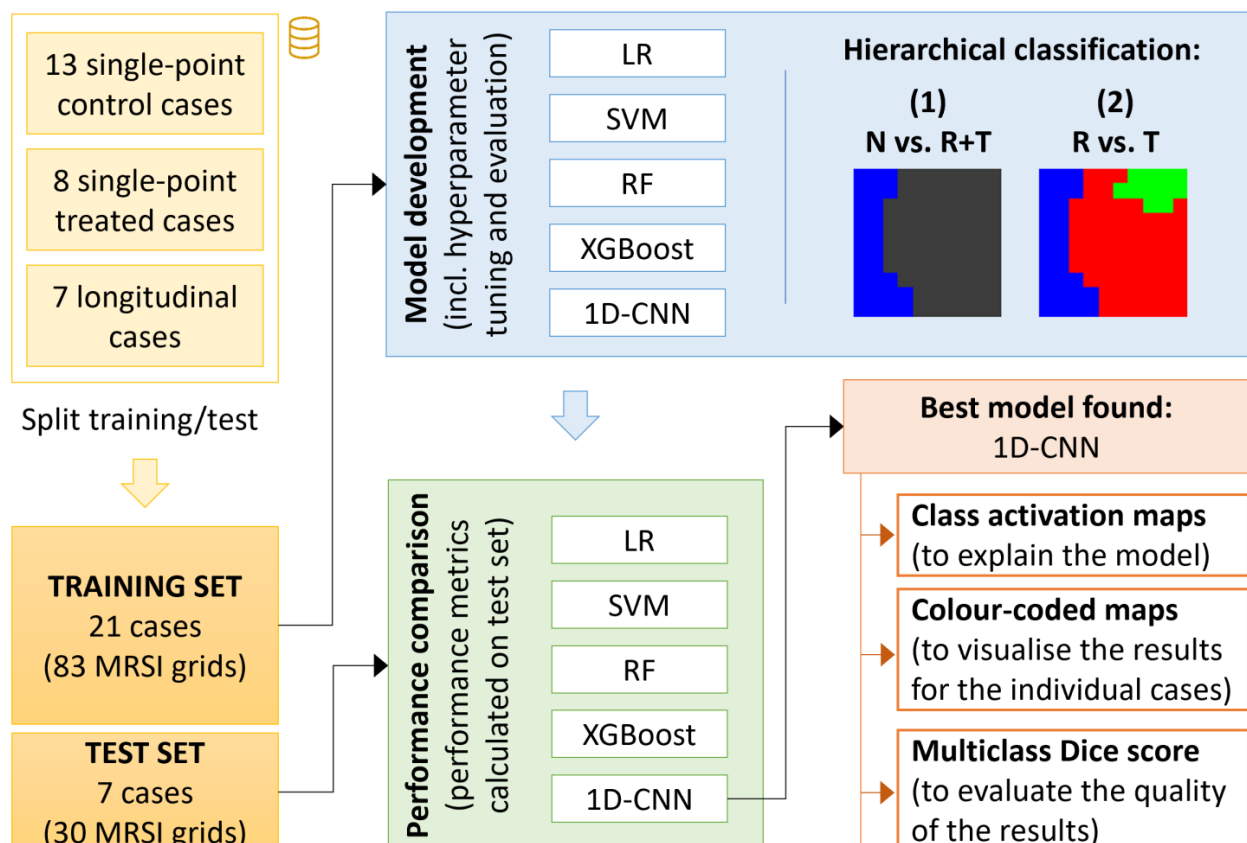 13 single-point
control cases
8 single-point
treated cases
7 longitudinal
cases
Split training/test
TRAINING SET
21 cases
(83 MRSI grids)
TEST SET
7 cases
(30 MRSI grids)
Model development
(incl. hyperparameter
tuning and evaluation)
LR
SVM
RF
XGBoost
1D-CNN
Hierarchical classification:
(1)
N vs. R+T
(2)
R vs. T
Performance comparison
(performance metrics
calculated on test set)
LR
SVM
RF
XGBoost
1D-CNN
Best model found:
1D-CNN
Class activation maps
(to explain the model)
Colour-coded maps
(to visualise the results
for the individual cases)
Multiclass Dice score
(to evaluate the quality
of the results)